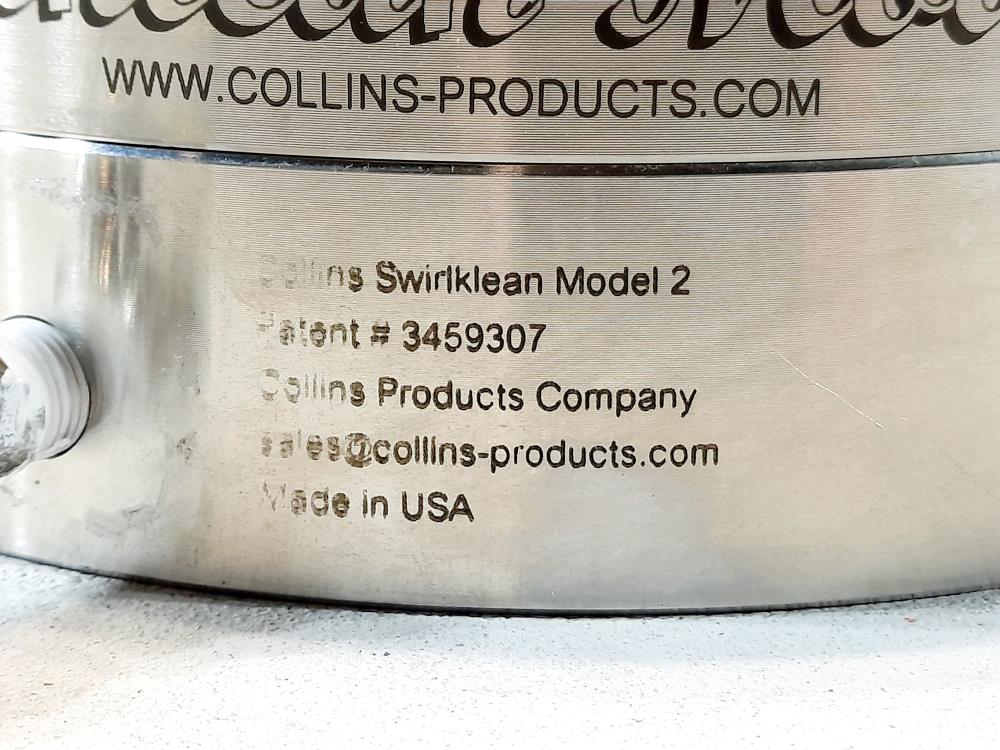 WWW.COLLINS-PRODUCTS.COM
Collins Swirlklean Model 2
Patent # 3459307
Collins Products Company
sales@collins-products.com
Made in USA